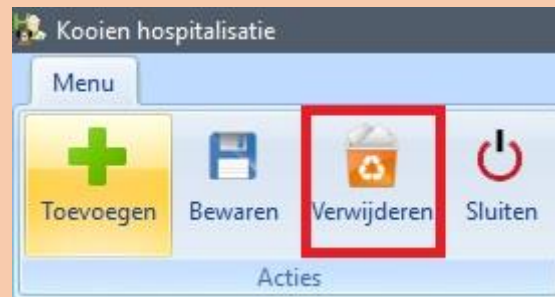 Kooien hospitalisatie
Menu
Toevoegen Bewaren Verwijderen Sluiten
Acties